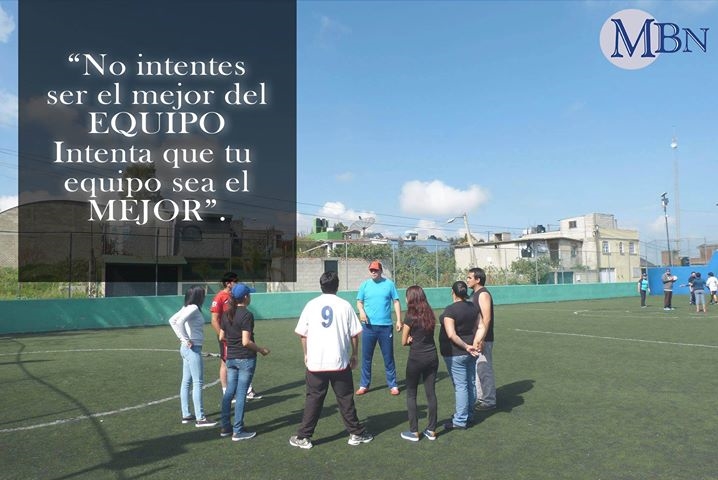 MBN
“No intentes
ser el mejor del
EQUIPO
Intenta que tu
equipo sea el
MEJOR”.
9